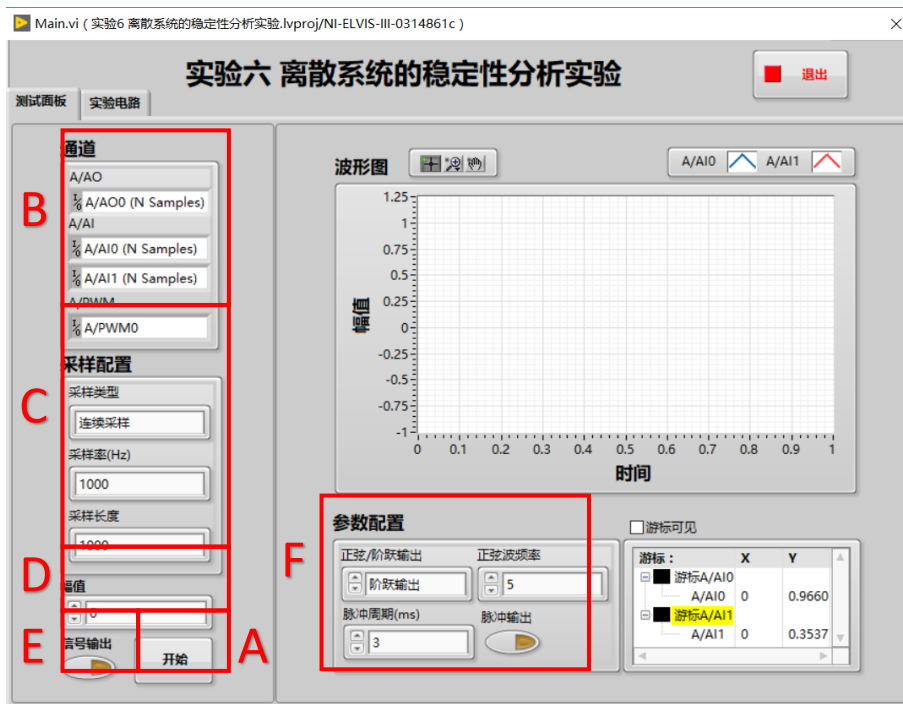 Main.vi ( 实验6 离散系统的稳定性分析实验.lvproj/NI-ELVIS-III-0314861c )
实验六 离散系统的稳定性分析实验
退出
测试面板
实验电路
通道
A/AO
A/AO0 (N Samples)
A/AI
A/AI0 (N Samples)
A/AI1 (N Samples)
A/PWM
A/PWM0
B
采样配置
采样类型
连续采样
采样率(Hz)
1000
采样长度
1000
C
幅值
0
D
信号输出
开始
E
A
波形图
A/AI0
A/AI1
幅值
1.25
1
0.75
0.5
0.25
0
-0.25
-0.5
-0.75
-1
0 0.1 0.2 0.3 0.4 0.5 0.6 0.7 0.8 0.9 1
时间
F
参数配置
正弦/阶跃输出 正弦波频率
阶跃输出 5
脉冲周期(ms) 脉冲输出
3
游标可见
游标： X Y
游标A/AI0
A/AI0 0 0.9660
游标A/AI1
A/AI1 0 0.3537